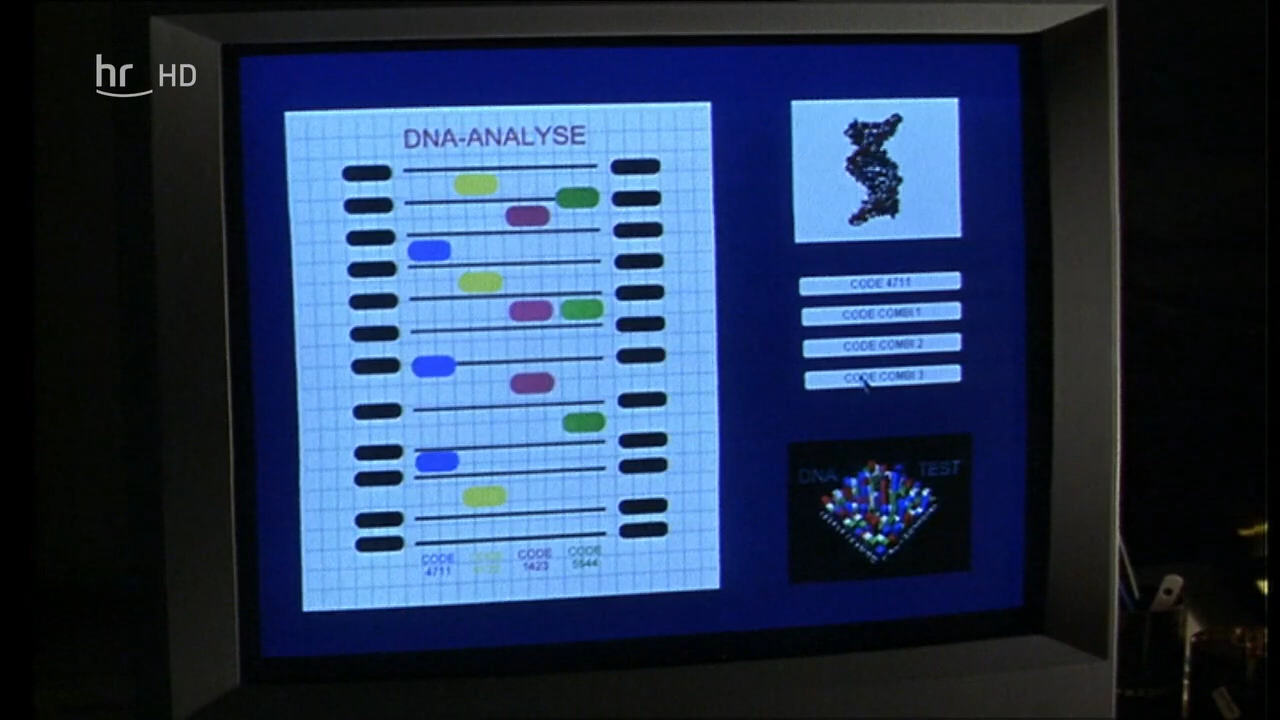 hr HD
DNA-ANALYSE
CODE 4711
CODE COMBI 1
CODE COMBI 2
CODE COMBI 3
DNA TEST
CODE CODE CODE CODE
4711 1423 5544